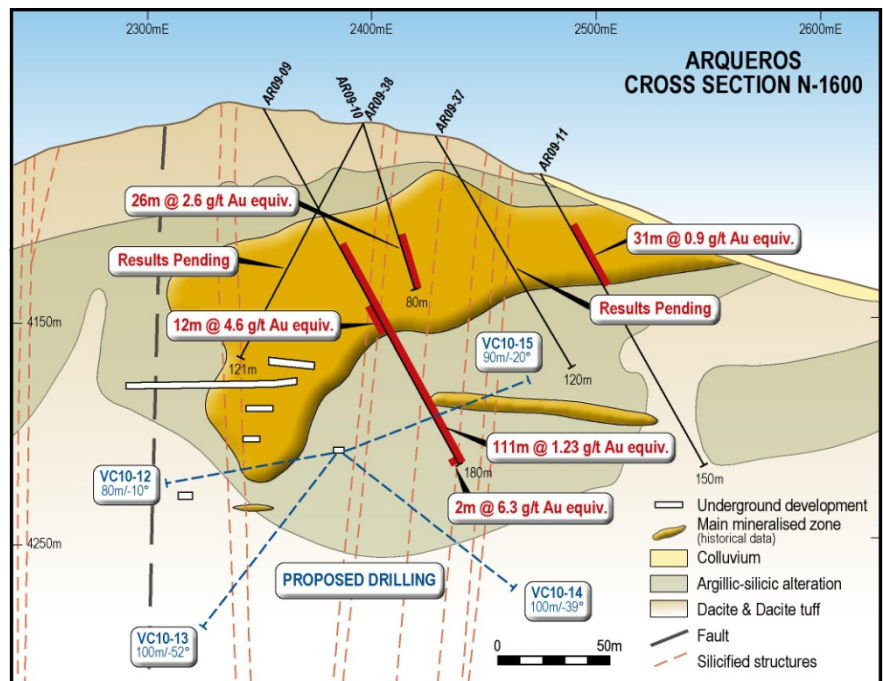 2300mE
2400mE
2500mE
2600mE
ARQUEROS
CROSS SECTION N-1600
AR09-09
AR09-10
AR09-38
AR09-37
AR09-11
26m @ 2.6 g/t Au equiv.
31m @ 0.9 g/t Au equiv.
Results Pending
Results Pending
80m
4150m
12m @ 4.6 g/t Au equiv.
VC10-15
90m/-20°
121m
120m
111m @ 1.23 g/t Au equiv.
180m
150m
VC10-12
80m/-10°
2m @ 6.3 g/t Au equiv.
4250m
PROPOSED DRILLING
VC10-14
100m/-39°
VC10-13
100m/-52°
0
50m
Underground development
Main mineralised zone
(historical data)
Colluvium
Argillic-silicic alteration
Dacite & Dacite tuff
Fault
Silicified structures